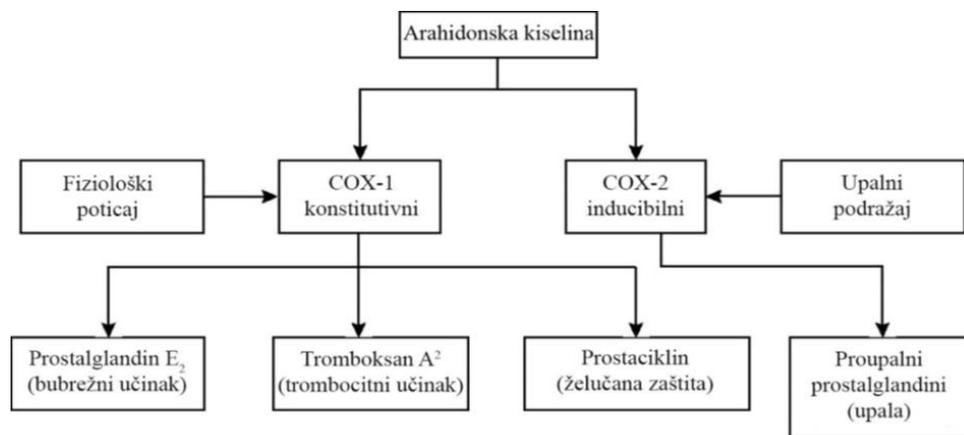 Arahidonska kiselina
Fiziološki
poticaj
COX-1
konstitutivni
COX-2
inducibilni
Upalni
podražaj
Prostalglandin E₂
(bubrežni učinak)
Tromboksan A²
(trombocitni učinak)
Prostaciklin
(želučana zaštita)
Proupalni
prostalglandini
(upala)